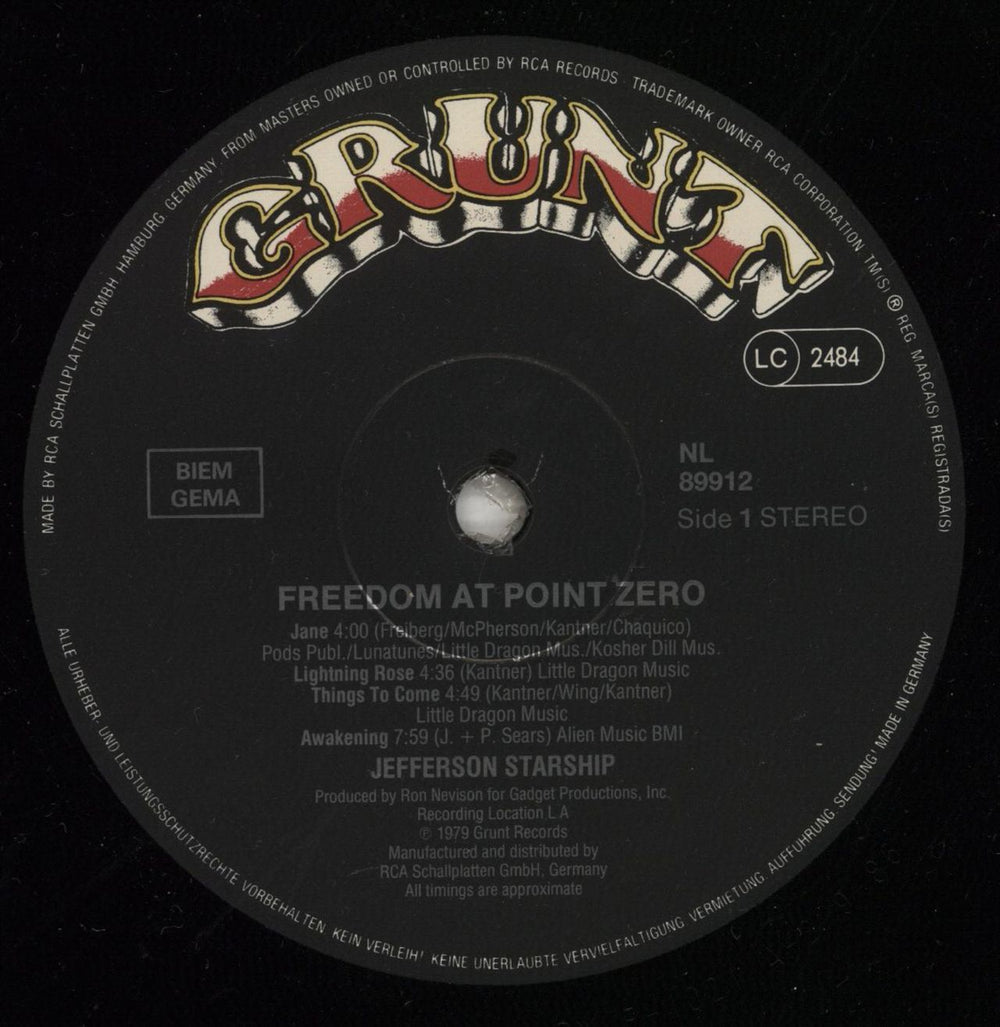 MADE BY RCA SCHALLPLATTEN GMBH, HAMBURG, GERMANY, FROM MASTERS OWNED OR CONTROLLED BY RCA RECORDS TRADEMARK OWNER RCA CORPORATION TM(S) ® REG MARCA(S) REGISTRADA(S)
GRUNT
LC 2484
BIEM
GEMA
NL
89912
Side 1 STEREO
FREEDOM AT POINT ZERO
Jane 4:00 (Freiberg/McPherson/Kantner/Chaquico)
Pods Publ./Lunatunes/Little Dragon Mus./Kosher Dill Mus.
Lightning Rose 4:36 (Kantner) Little Dragon Music
Things To Come 4:49 (Kantner/Wing/Kantner)
Little Dragon Music
Awakening 7:59 (J. + P. Sears) Alien Music BMI
JEFFERSON STARSHIP
Produced by Ron Nevison for Gadget Productions, Inc.
Recording Location L.A
℗ 1979 Grunt Records
Manufactured and distributed by
RCA Schallplatten GmbH, Germany
All timings are approximate
ALLE URHEBER- UND LEISTUNGSSCHUTZRECHTE VORBEHALTEN KEIN VERLEIH! KEINE UNERLAUBTE VERVIELFALTIGUNG, VERMIETUNG, AUFFUHRUNG, SENDUNG! MADE IN GERMANY